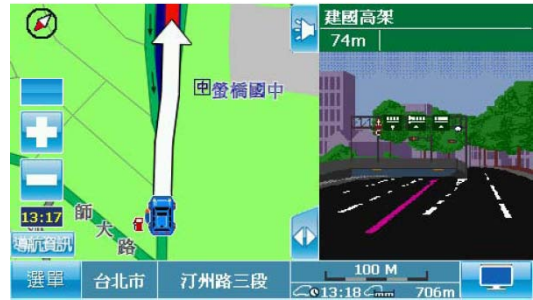 建國高架
74m
中螢橋國中
13:17
師大路
導航資訊
選單
台北市
汀州路三段
100 M
13:18
706m